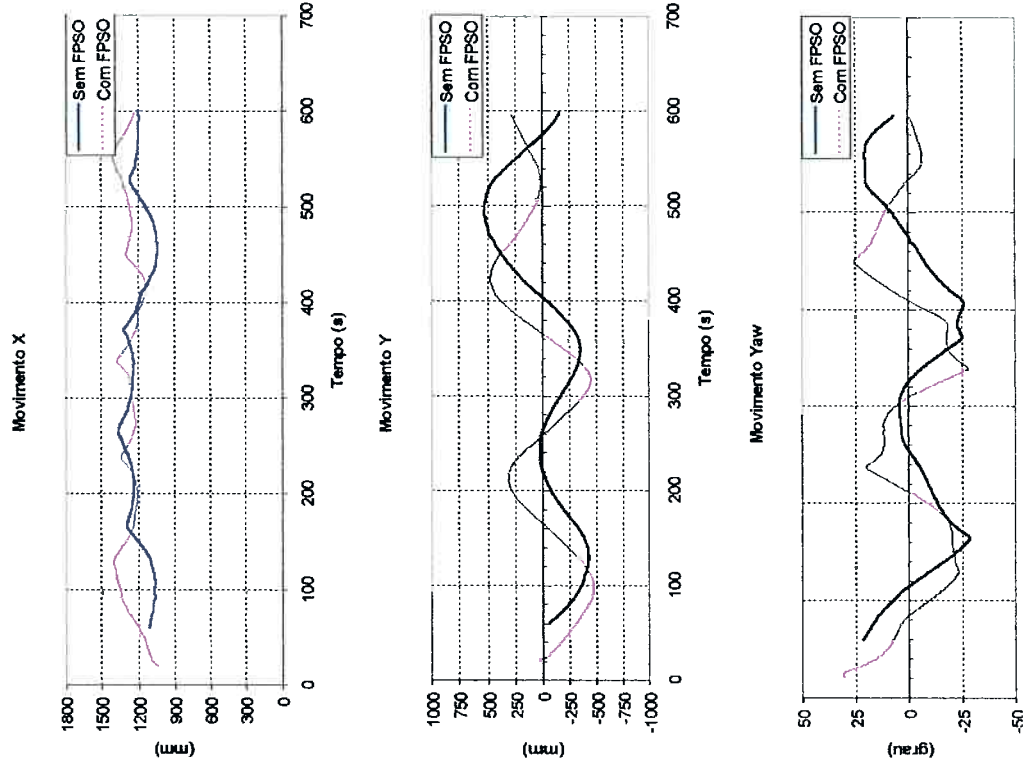 Movimento X
Sem FPSO
Com FPSO
1800
1500
1200
900
600
300
0
(mm)
0 100 200 300 400 500 600 700
Tempo (s)
Movimento Y
Sem FPSO
Com FPSO
1000
750
500
250
0
-250
-500
-750
-1000
(mm)
0 100 200 300 400 500 600 700
Tempo (s)
Movimento Yaw
Sem FPSO
Com FPSO
50
25
0
-25
-50
(grau)